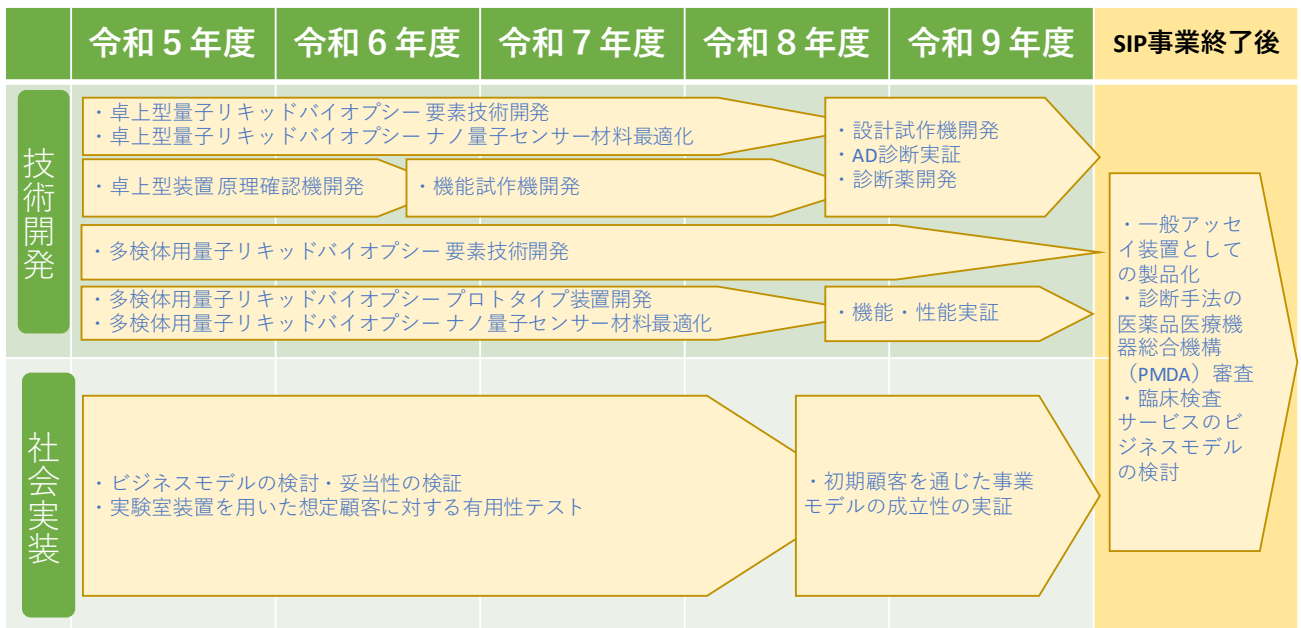 令和５年度 令和６年度 令和７年度 令和８年度 令和９年度 SIP事業終了後
技術開発
・卓上型量子リキッドバイオプシー 要素技術開発
・卓上型量子リキッドバイオプシー ナノ量子センサー材料最適化
・卓上型装置 原理確認機開発
・機能試作機開発
・設計試作機開発
・AD診断実証
・診断薬開発
・多検体用量子リキッドバイオプシー 要素技術開発
・多検体用量子リキッドバイオプシー プロトタイプ装置開発
・多検体用量子リキッドバイオプシー ナノ量子センサー材料最適化
・機能・性能実証
社会実装
・ビジネスモデルの検討・妥当性の検証
・実験室装置を用いた想定顧客に対する有用性テスト
・初期顧客を通じた事業
モデルの成立性の実証
・一般アッセ
イ装置として
の製品化
・診断手法の
医薬品医療機
器総合機構
（PMDA）審査
・臨床検査
サービスのビ
ジネスモデル
の検討